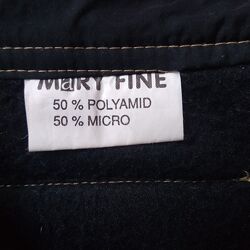 MaRY FINE
50 % POLYAMID
50 % MICRO